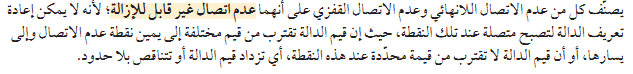 يصنّف كل من عدم الاتصال اللانهائي وعدم الاتصال القفزي على أنهما عدم اتصال غير قابل للإزالة؛ لأنه لا يمكن إعادة
تعريف الدالة لتصبح متصلة عند تلك النقطة، حيث إن قيم الدالة تقترب من قيم مختلفة إلى يمين نقطة عدم الاتصال وإلى
يسارها، أو أن قيم الدالة لا تقترب من قيمة محدّدة عند هذه النقطة، أي تزداد قيم الدالة أو تتناقص بلا حدود.